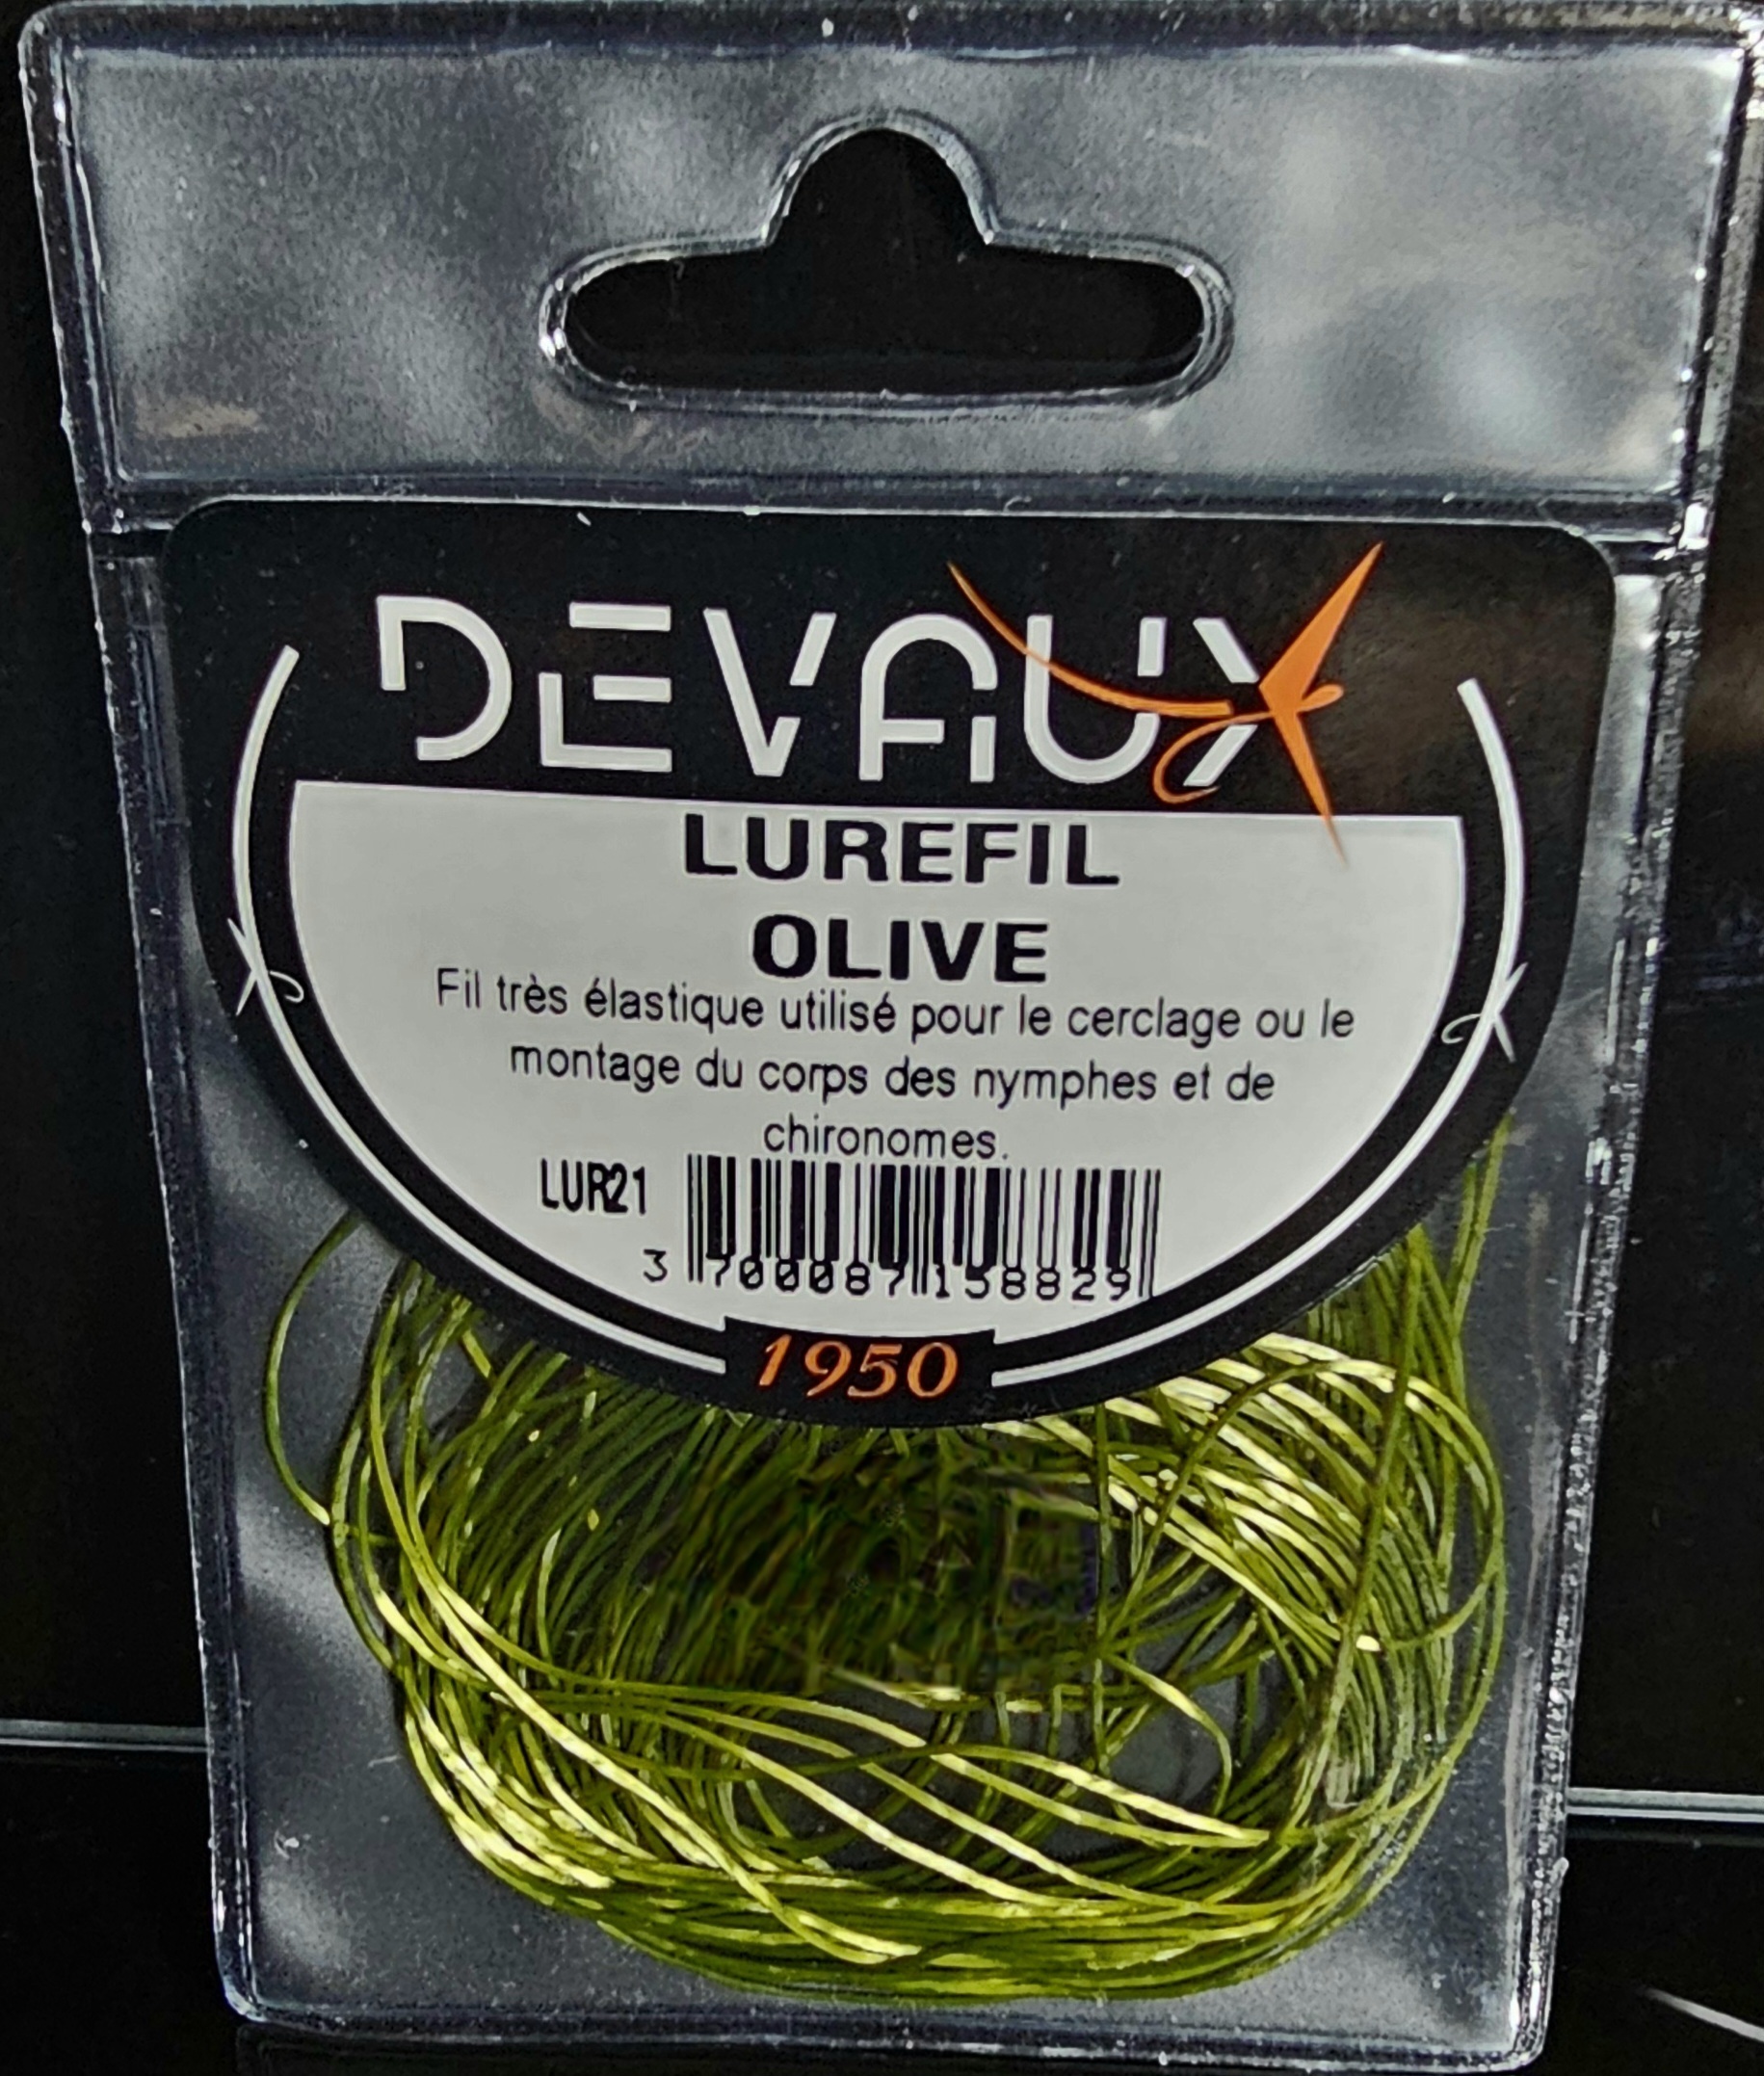 DEVAUX
LUREFIL
OLIVE
Fil très élastique utilisé pour le cerclage ou le
montage du corps des nymphes et de
chironomes.
LUR21
3 700087 158829
1950